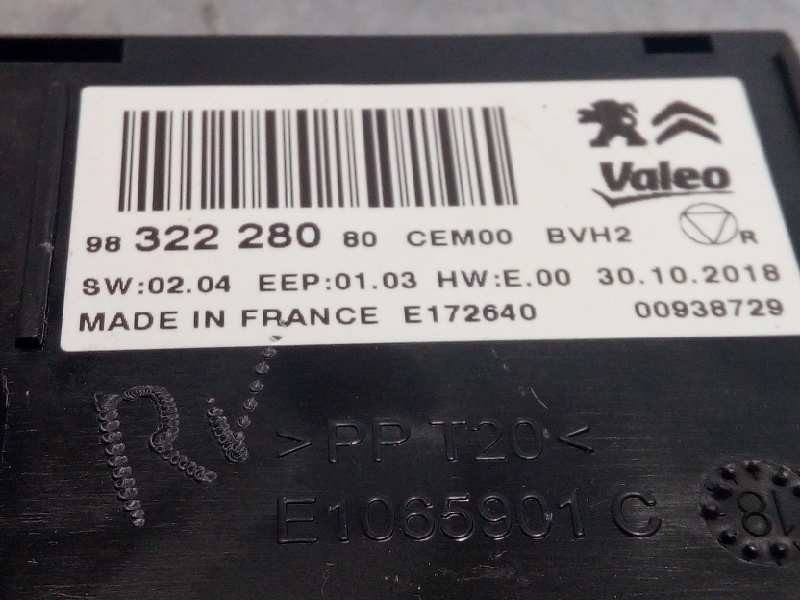 Valeo
98 322 280 80 CEM00 BVH2 R
SW:02.04 EEP:01.03 HW:E.00 30.10.2018
MADE IN FRANCE E172640 00938729
>PP T20<
E1065901 C
18